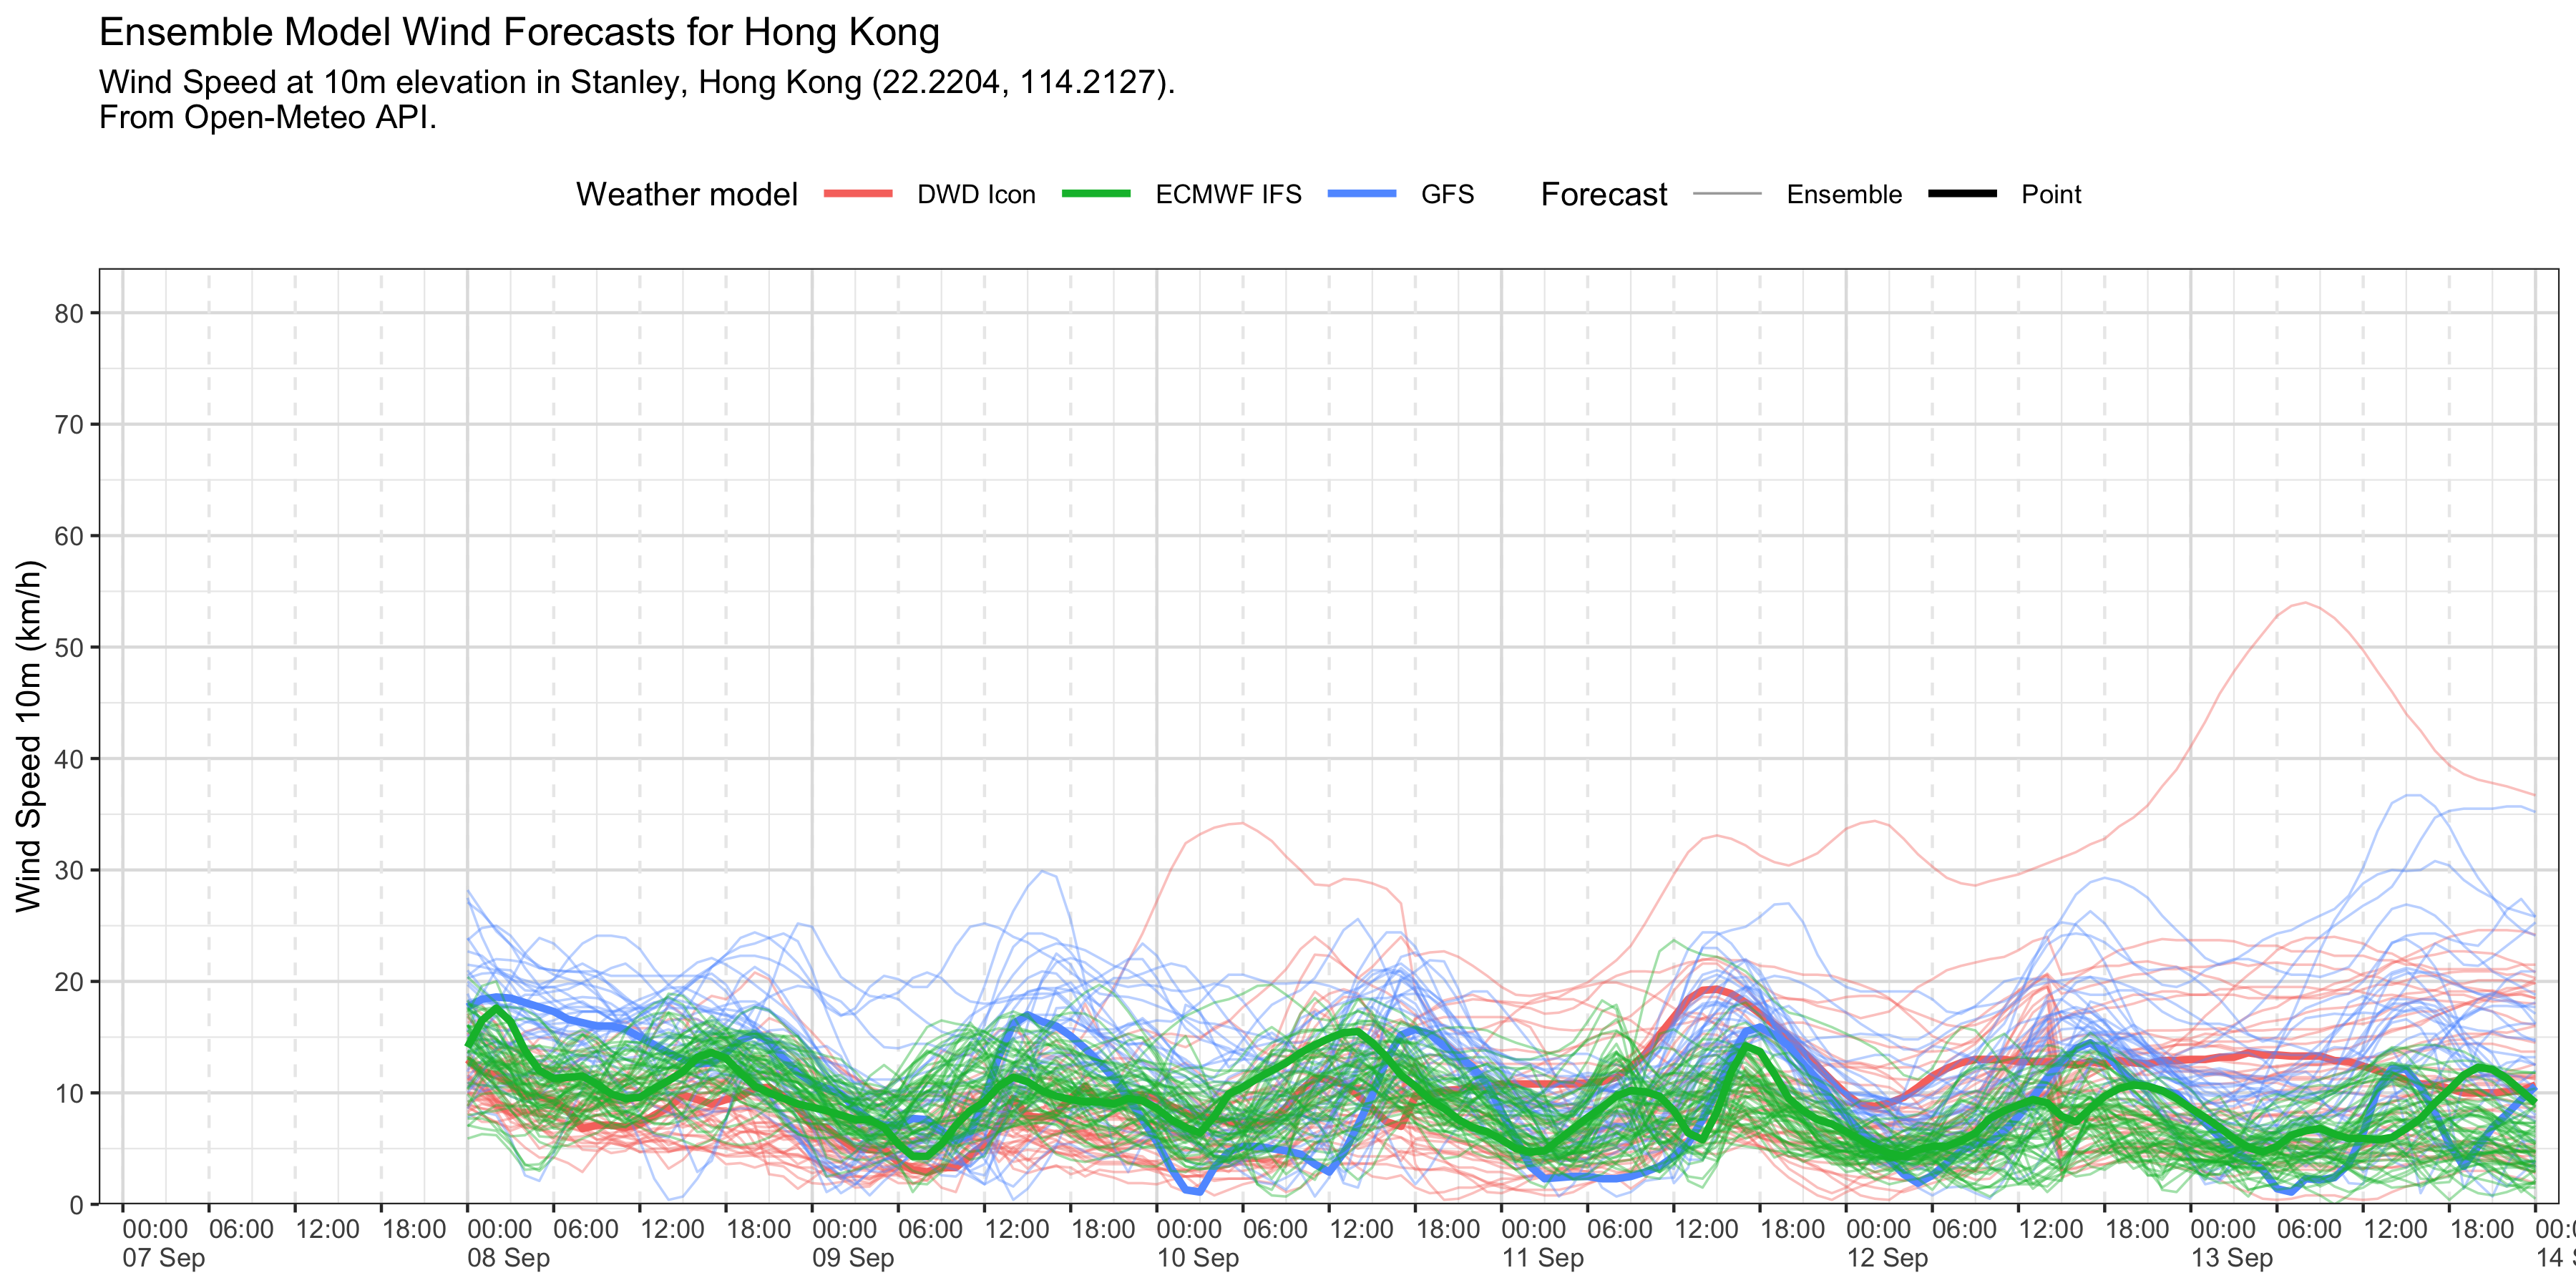 Ensemble Model Wind Forecasts for Hong Kong
Wind Speed at 10m elevation in Stanley, Hong Kong (22.2204, 114.2127).
From Open-Meteo API.
Weather model DWD Icon ECMWF IFS GFS Forecast Ensemble Point
Wind Speed 10m (km/h)
80
70
60
50
40
30
20
10
0
00:00 06:00 12:00 18:00 00:00 06:00 12:00 18:00 00:00 06:00 12:00 18:00 00:00 06:00 12:00 18:00 00:00 06:00 12:00 18:00 00:00 06:00 12:00 18:00 00:00 06:00 12:00 18:00
07 Sep 08 Sep 09 Sep 10 Sep 11 Sep 12 Sep 13 Sep 14